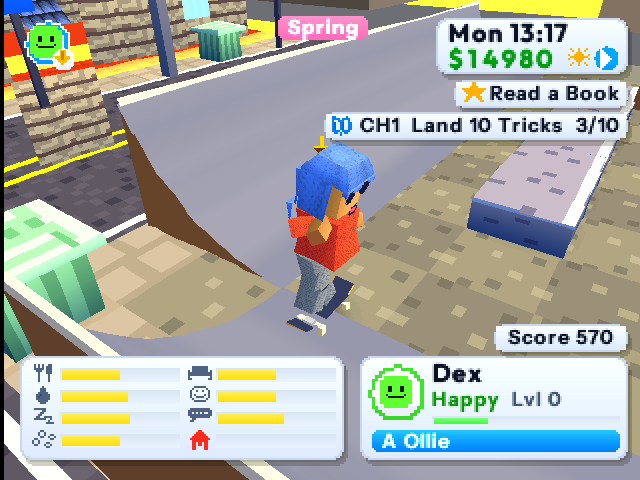 Spring
Mon 13:17
$14980
Read a Book
CH1 Land 10 Tricks 3/10
Score 570
Zz
Dex
Happy Lvl 0
A Ollie